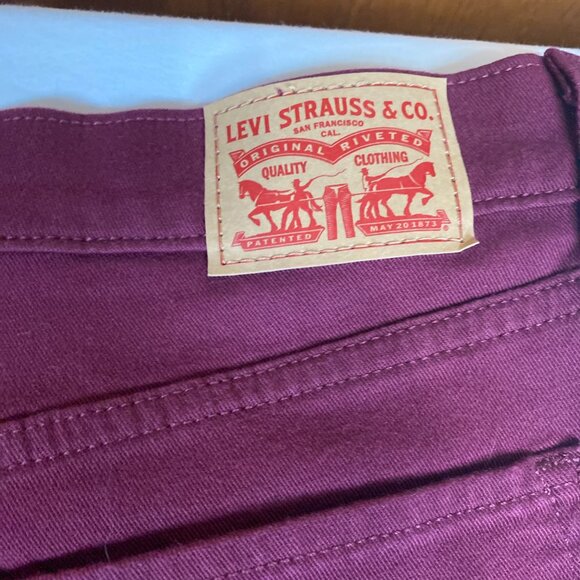 LEVI STRAUSS & CO.
SAN FRANCISCO
CAL.
ORIGINAL RIVETED
QUALITY CLOTHING
PATENTED MAY 20 1873
®